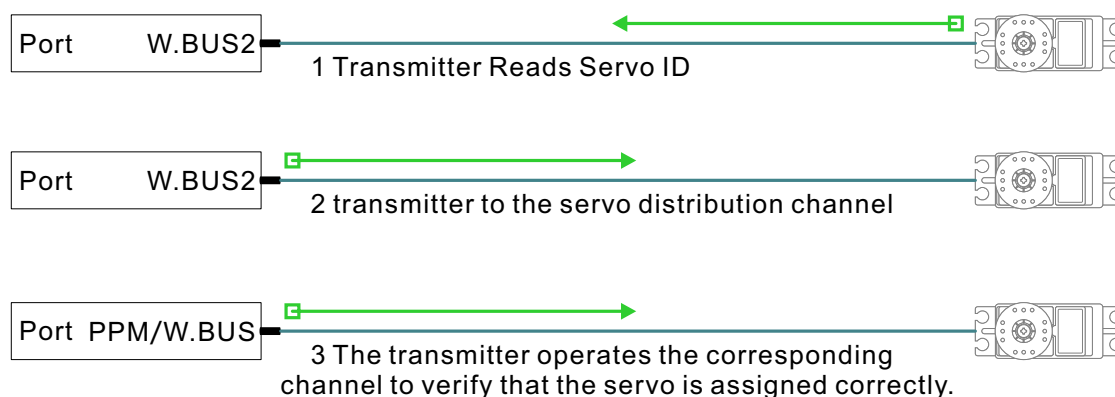 Port W.BUS2
1 Transmitter Reads Servo ID
Port W.BUS2
2 transmitter to the servo distribution channel
Port PPM/W.BUS
3 The transmitter operates the corresponding
channel to verify that the servo is assigned correctly.